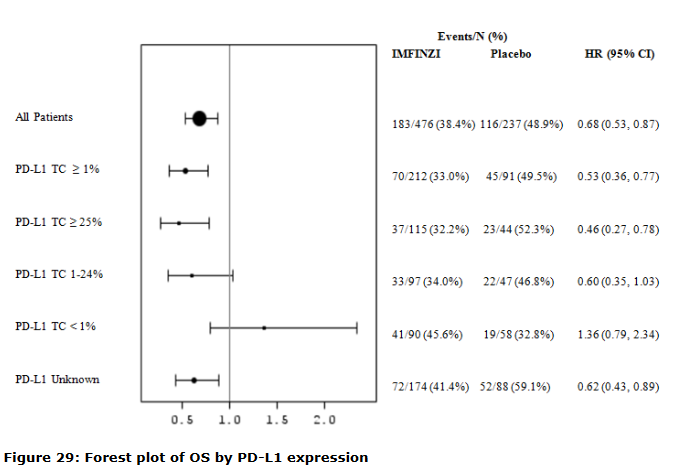 Events/N (%)
IMFINZI Placebo HR (95% CI)
All Patients 183/476 (38.4%) 116/237 (48.9%) 0.68 (0.53, 0.87)
PD-L1 TC ≥ 1% 70/212 (33.0%) 45/91 (49.5%) 0.53 (0.36, 0.77)
PD-L1 TC ≥ 25% 37/115 (32.2%) 23/44 (52.3%) 0.46 (0.27, 0.78)
PD-L1 TC 1-24% 33/97 (34.0%) 22/47 (46.8%) 0.60 (0.35, 1.03)
PD-L1 TC < 1% 41/90 (45.6%) 19/58 (32.8%) 1.36 (0.79, 2.34)
PD-L1 Unknown 72/174 (41.4%) 52/88 (59.1%) 0.62 (0.43, 0.89)
0.5 1.0 1.5 2.0
Figure 29: Forest plot of OS by PD-L1 expression